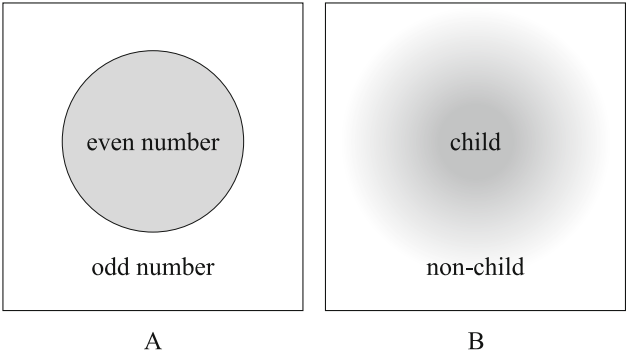 even number
odd number
A
child
non-child
B